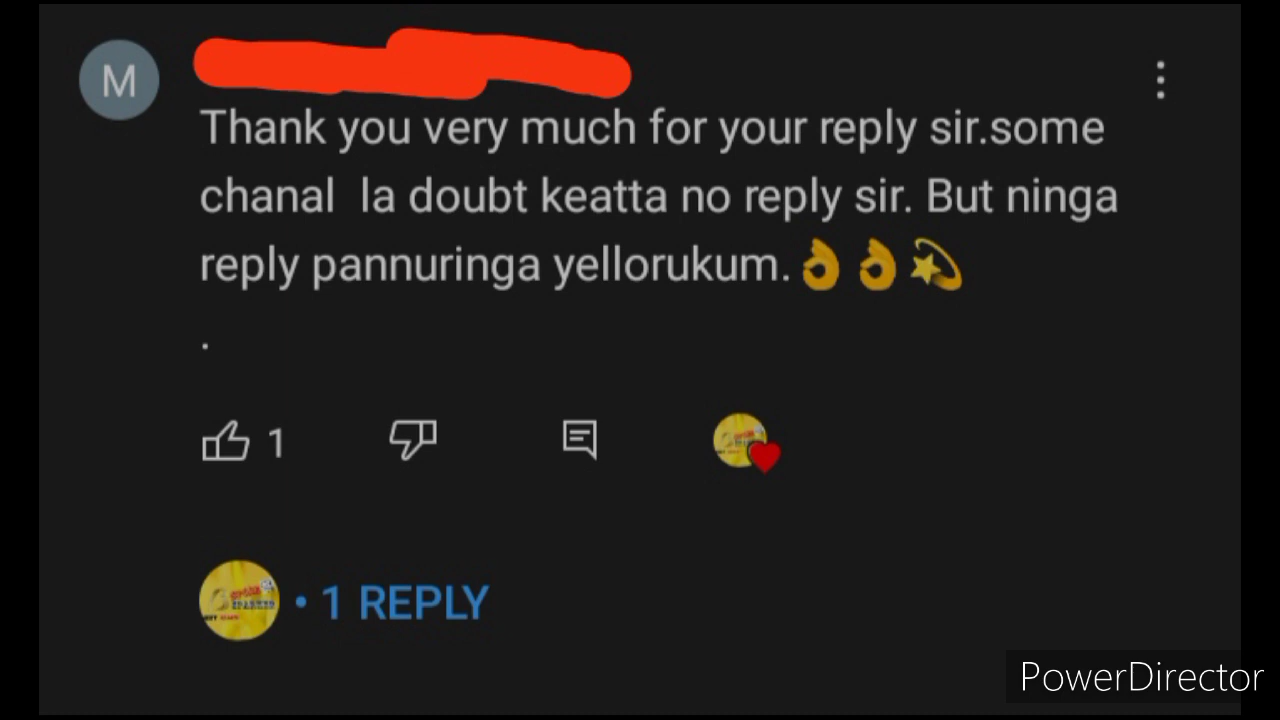 M
Thank you very much for your reply sir.some
chanal la doubt keatta no reply sir. But ninga
reply pannuringa yellorukum.👌👌💫
.
1
• 1 REPLY
PowerDirector